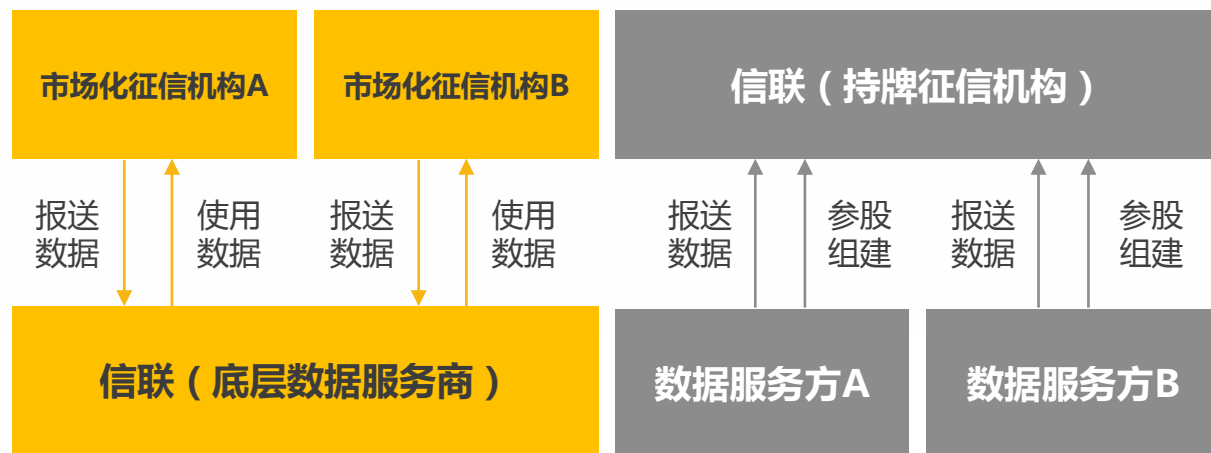 市场化征信机构A
市场化征信机构B
信联（持牌征信机构）
报送
数据
使用
数据
报送
数据
使用
数据
报送
数据
参股
组建
报送
数据
参股
组建
信联（底层数据服务商）
数据服务方A
数据服务方B